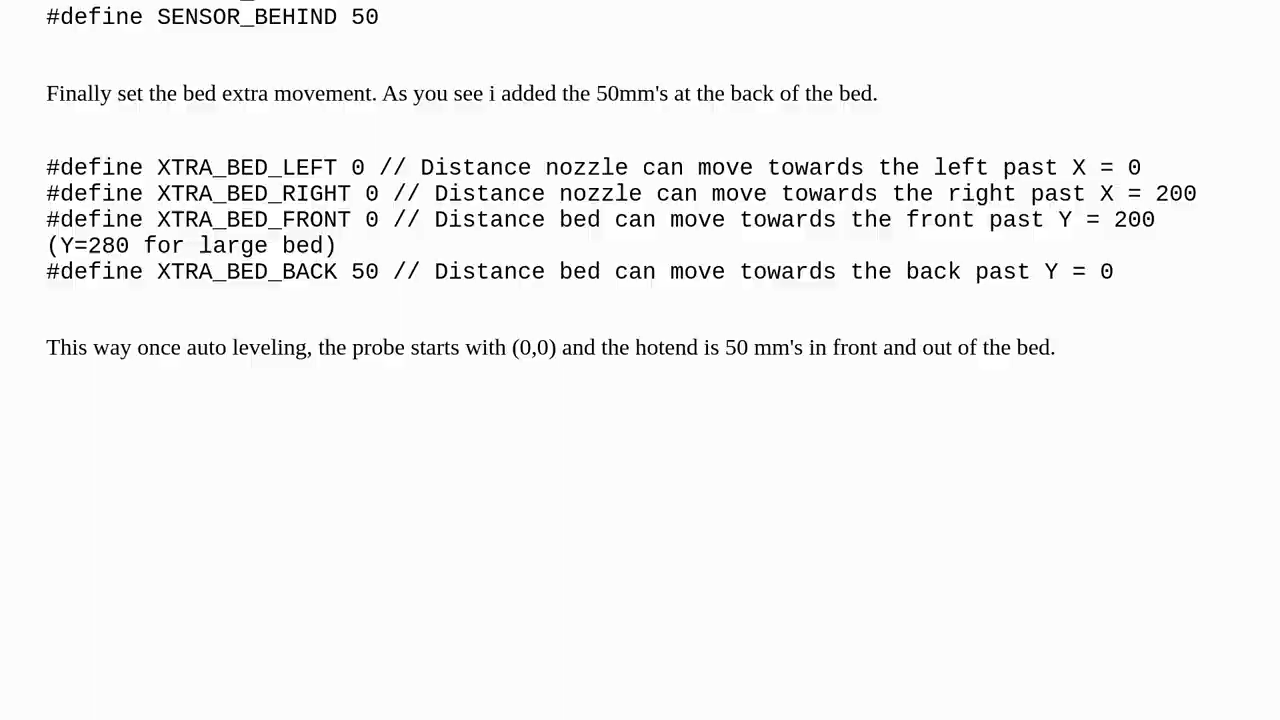 #define SENSOR_BEHIND 50
Finally set the bed extra movement. As you see i added the 50mm's at the back of the bed.
#define XTRA_BED_LEFT 0 // Distance nozzle can move towards the left past X = 0
#define XTRA_BED_RIGHT 0 // Distance nozzle can move towards the right past X = 200
#define XTRA_BED_FRONT 0 // Distance bed can move towards the front past Y = 200
(Y=280 for large bed)
#define XTRA_BED_BACK 50 // Distance bed can move towards the back past Y = 0
This way once auto leveling, the probe starts with (0,0) and the hotend is 50 mm's in front and out of the bed.